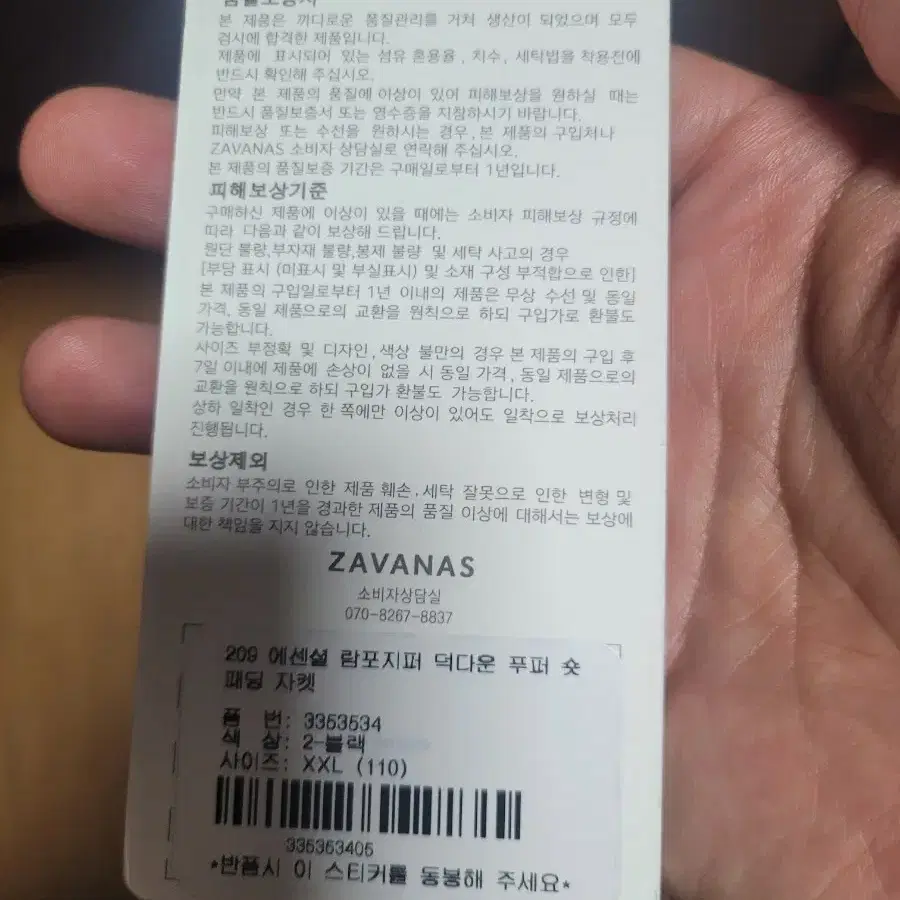 본 제품은 까다로운 품질관리를 거쳐 생산이 되었으며 모두
검사에 합격한 제품입니다.
제품에 표시되어 있는 섬유 혼용율, 치수, 세탁법을 착용전에
반드시 확인해 주십시오.
만약 본 제품의 품질에 이상이 있어 피해보상을 원하실 때는
반드시 품질보증서 또는 영수증을 지참하시기 바랍니다.
피해보상 또는 수선을 원하시는 경우, 본 제품의 구입처나
ZAVANAS 소비자 상담실로 연락해 주십시오.
본 제품의 품질보증 기간은 구매일로부터 1년입니다.
피해보상기준
구매하신 제품에 이상이 있을 때에는 소비자 피해보상 규정에
따라 다음과 같이 보상해 드립니다.
원단 불량,부자재 불량,봉제 불량 및 세탁 사고의 경우
[부당 표시 (미표시 및 부실표시) 및 소재 구성 부적합으로 인한]
본 제품의 구입일로부터 1년 이내의 제품은 무상 수선 및 동일
가격, 동일 제품으로의 교환을 원칙으로 하되 구입가로 환불도
가능합니다.
사이즈 부정확 및 디자인, 색상 불만의 경우 본 제품의 구입 후
7일 이내에 제품에 손상이 없을 시 동일 가격, 동일 제품으로의
교환을 원칙으로 하되 구입가 환불도 가능합니다.
상하 일착인 경우 한 쪽에만 이상이 있어도 일착으로 보상처리
진행됩니다.
보상제외
소비자 부주의로 인한 제품 훼손, 세탁 잘못으로 인한 변형 및
보증 기간이 1년을 경과한 제품의 품질 이상에 대해서는 보상에
대한 책임을 지지 않습니다.
ZAVANAS
소비자상담실
070-8267-8837
209 에센셜 람포지퍼 덕다운 푸퍼 숏
패딩 자켓
품 번: 3353534
색 상: 2-블랙
사이즈: XXL (110)
335353405
*반품시 이 스티커를 동봉해 주세요*